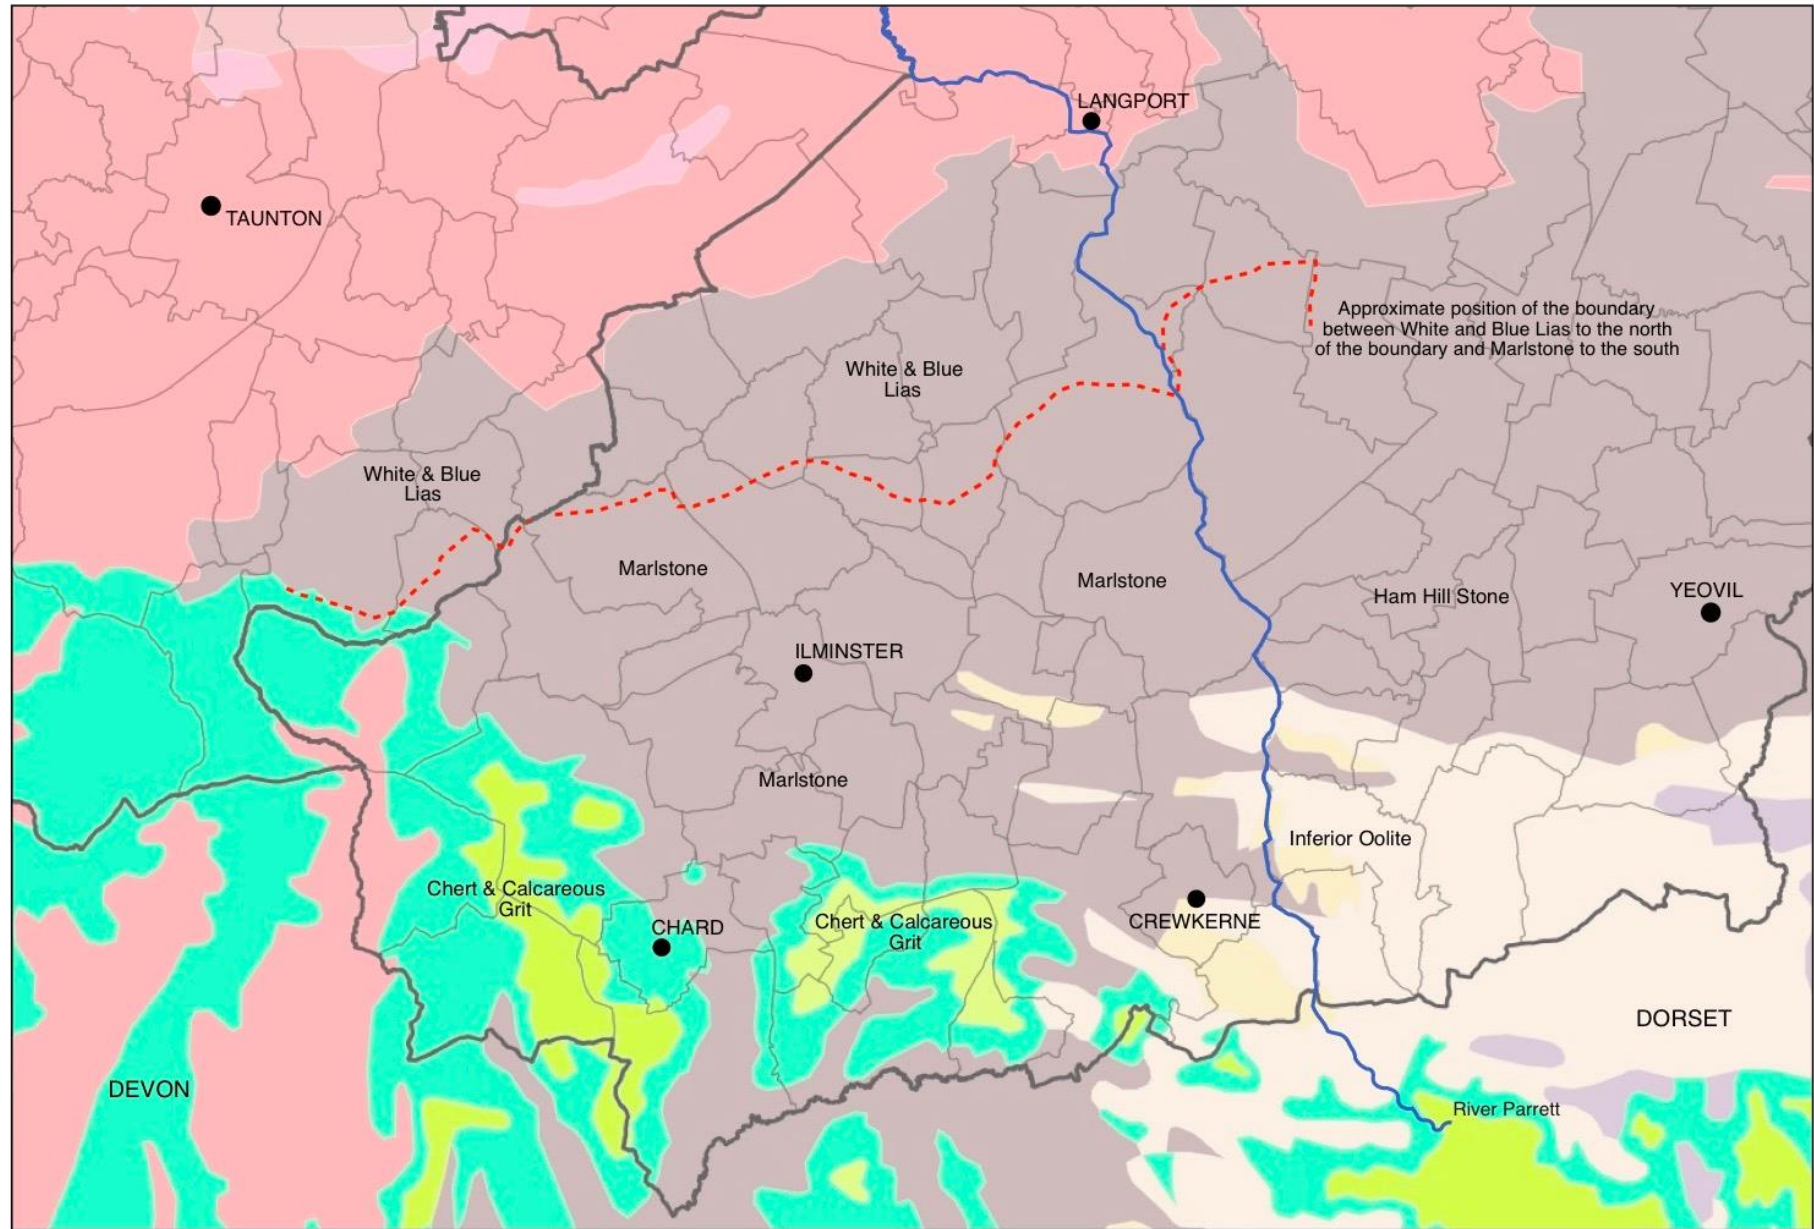 LANGPORT
TAUNTON
Approximate position of the boundary
between White and Blue Lias to the north
of the boundary and Marlstone to the south
White & Blue
Lias
White & Blue
Lias
Marlstone
Marlstone
Ham Hill Stone
YEOVIL
ILMINSTER
Marlstone
Inferior Oolite
Chert & Calcareous
Grit
CHARD
Chert & Calcareous
Grit
CREWKERNE
DORSET
DEVON
River Parrett